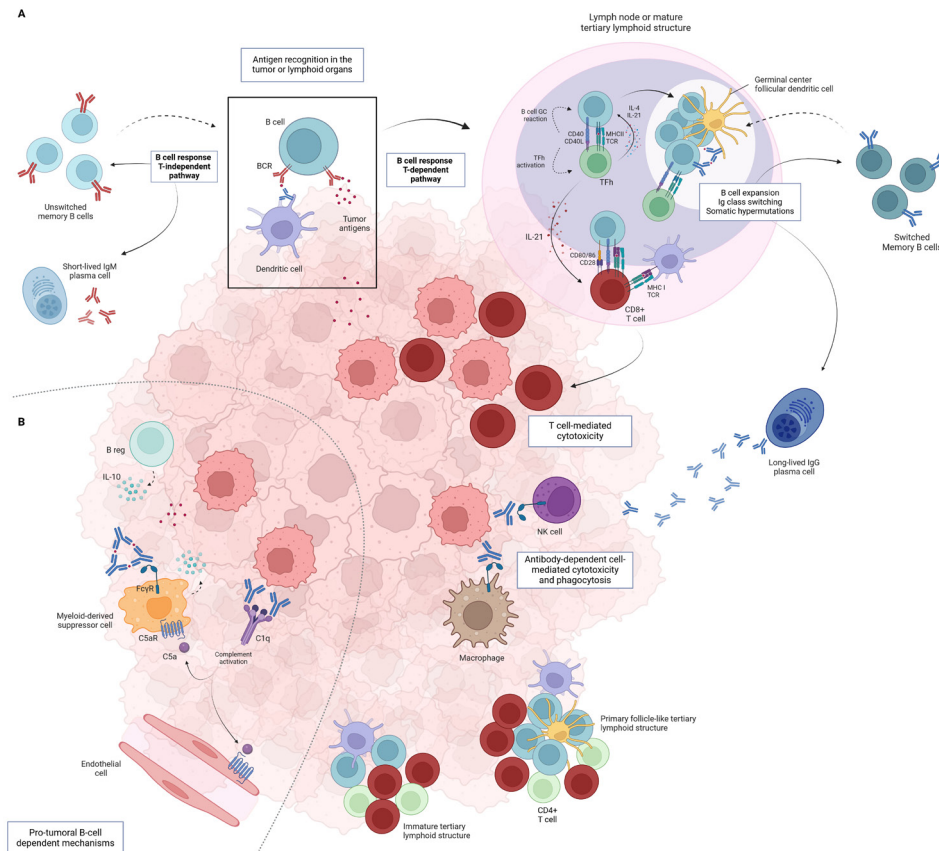 A
Antigen recognition in the
tumor or lymphoid organs
Lymph node or mature
tertiary lymphoid structure
B cell
BCR
Tumor
antigens
Dendritic cell
Unswitched
memory B cells
B cell response
T-independent
pathway
Short-lived IgM
plasma cell
B cell response
T-dependent
pathway
B cell GC
reaction
IL-4
IL-21
CD40
CD40L
MHCII
TCR
TFh
activation
TFh
Germinal center
follicular dendritic cell
B cell expansion
Ig class switching
Somatic hypermutations
Switched
Memory B cells
IL-21
CD80/86
CD28
MHC I
TCR
CD8+
T cell
T cell-mediated
cytotoxicity
Long-lived IgG
plasma cell
NK cell
Antibody-dependent cell-
mediated cytotoxicity
and phagocytosis
Macrophage
Primary follicle-like tertiary
lymphoid structure
CD4+
T cell
Immature tertiary
lymphoid structure
B
B reg
IL-10
FcγR
Myeloid-derived
suppressor cell
C5aR
C5a
C1q
Complement
activation
Endothelial
cell
Pro-tumoral B-cell
dependent mechanisms